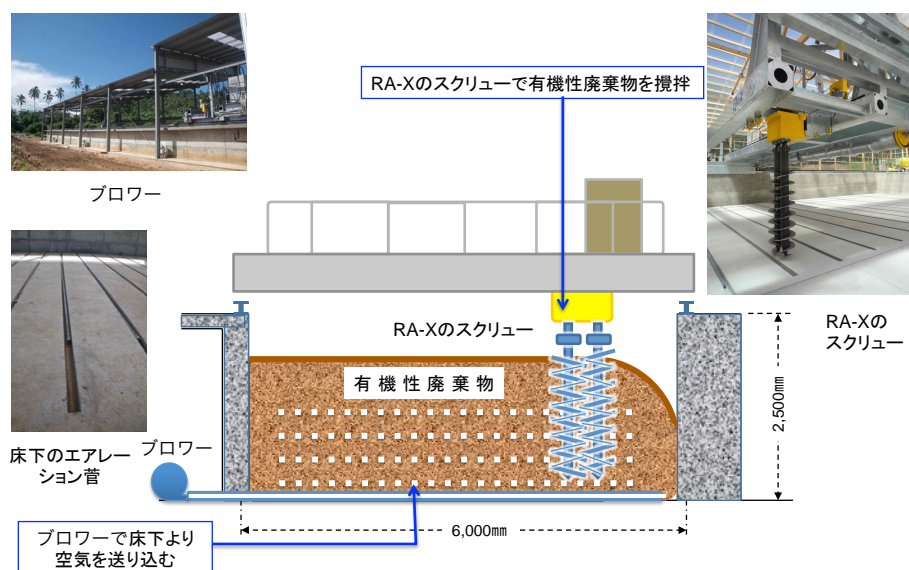 RA-Xのスクリューで有機性廃棄物を攪拌
ブロワー
RA-Xのスクリュー
RA-Xの
スクリュー
有機性廃棄物
2,500㎜
床下のエアレー
ション菅
ブロワー
6,000㎜
ブロワーで床下より
空気を送り込む